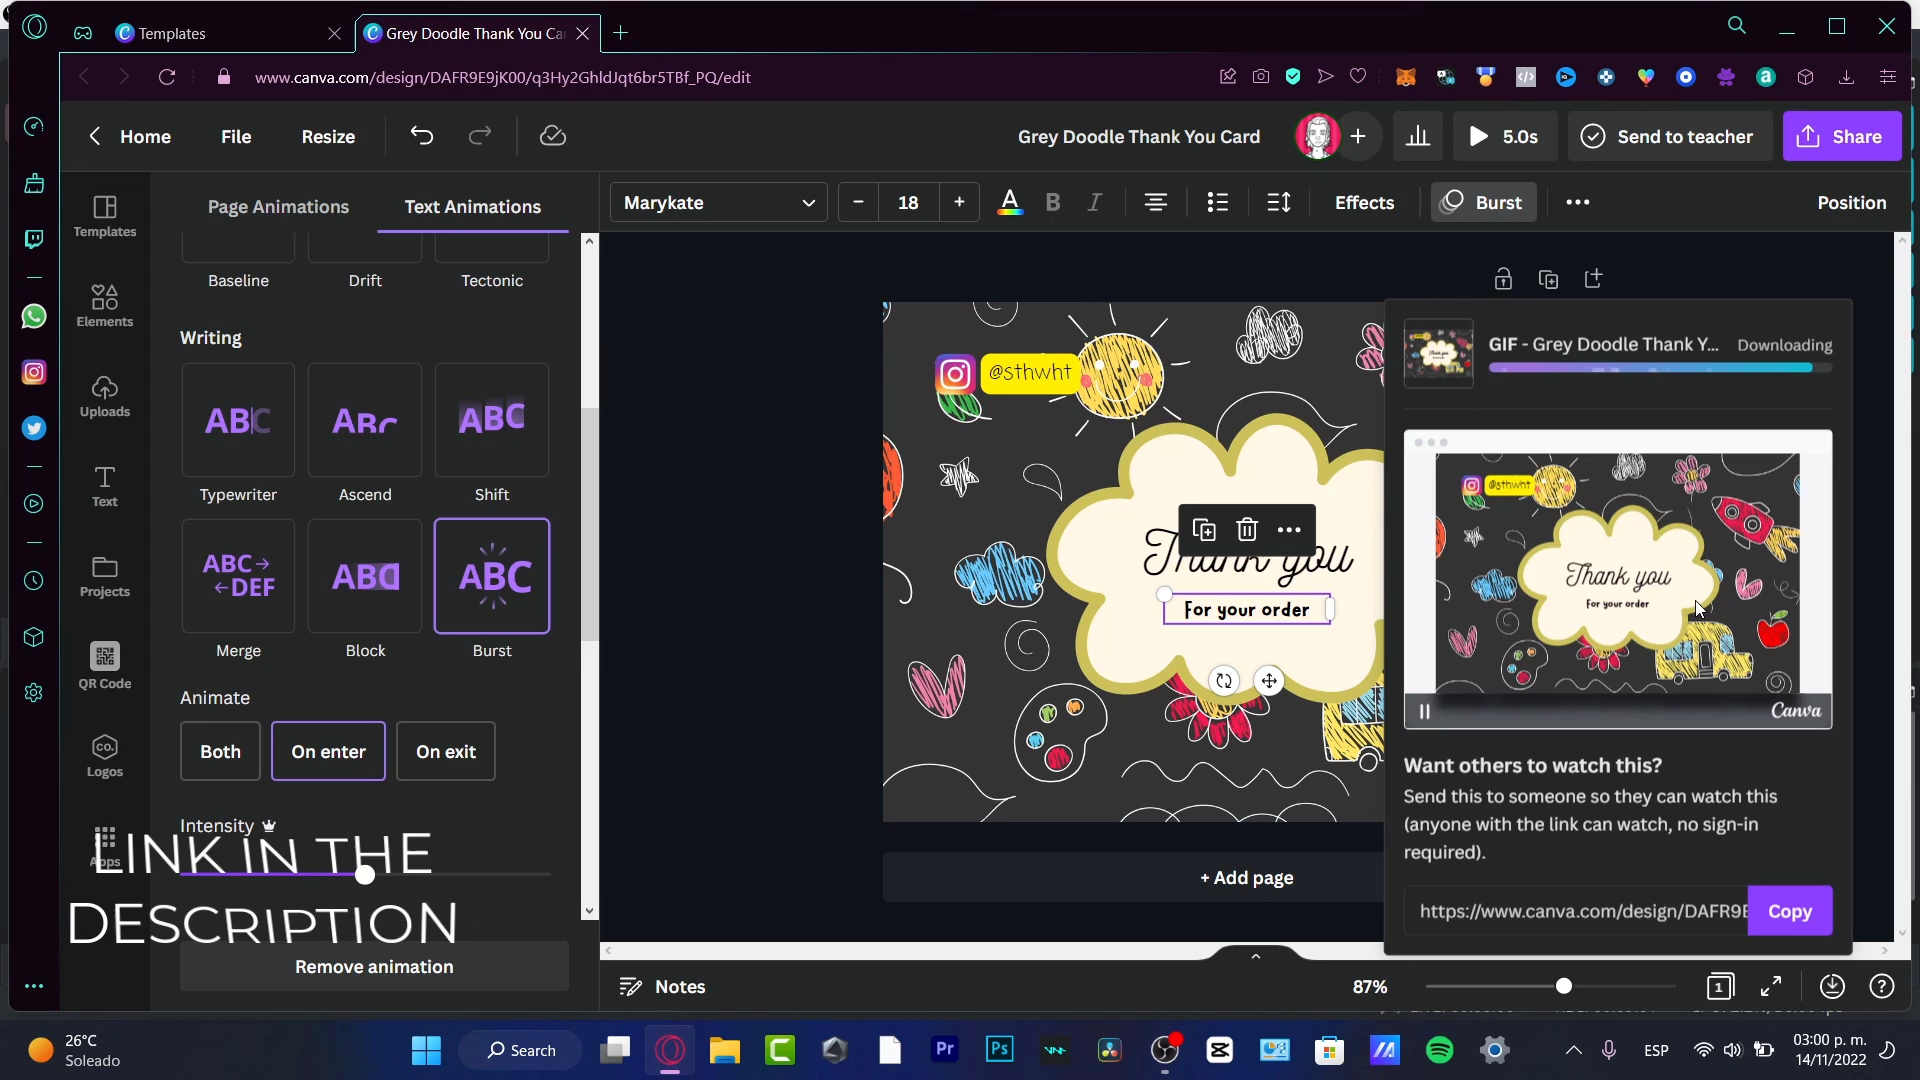 Templates
Grey Doodle Thank You Ca
www.canva.com/design/DAFR9E9jK00/q3Hy2GhldJqt6br5TBf_PQ/edit
Home File Resize Grey Doodle Thank You Card 5.0s Send to teacher Share
Templates
Elements
Uploads
Text
Projects
QR Code
CO.
Logos
Apps
Page Animations Text Animations
Baseline Drift Tectonic
Writing
ABC ABC ABC
Typewriter Ascend Shift
ABC→ ←DEF ABC ABC
Merge Block Burst
Animate
Both On enter On exit
Intensity
LINK IN THE
DESCRIPTION
Remove animation
Marykate − 18 + A B I Effects Burst ••• Position
@sthwht
Thank you
For your order
+ Add page
GIF - Grey Doodle Thank Y... Downloading
@sthwht
Thank you
For your order
Canva
Want others to watch this?
Send this to someone so they can watch this
(anyone with the link can watch, no sign-in
required).
https://www.canva.com/design/DAFR9E Copy
Notes 87% 1
26°C
Soleado
Search
Pr Ps
ESP
03:00 p. m.
14/11/2022